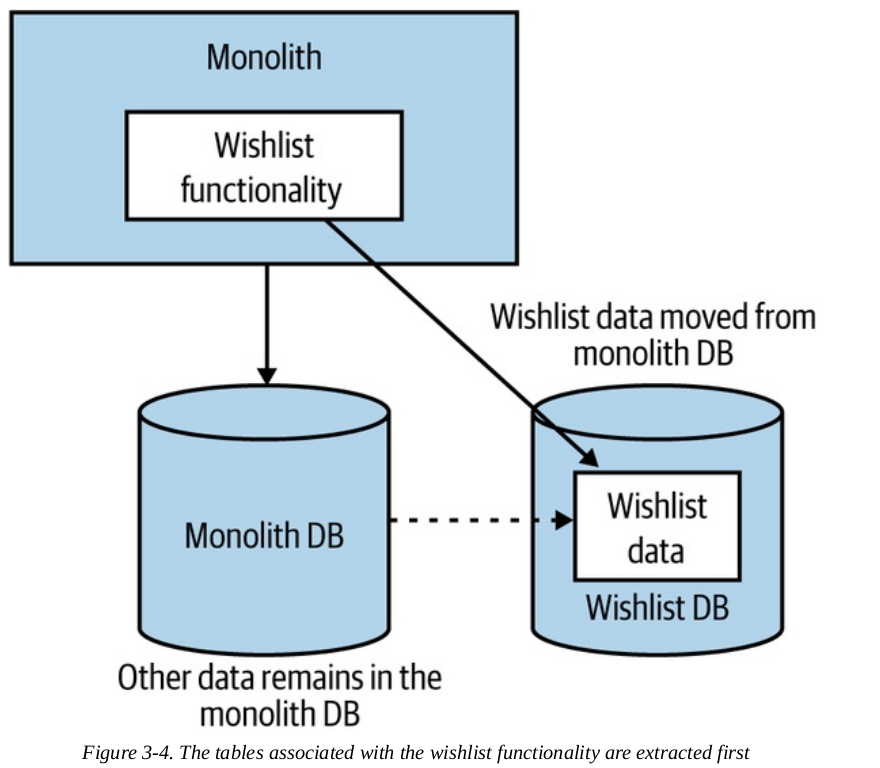 Monolith
Wishlist
functionality
Wishlist data moved from
monolith DB
Monolith DB
Wishlist
data
Wishlist DB
Other data remains in the
monolith DB
Figure 3-4. The tables associated with the wishlist functionality are extracted first